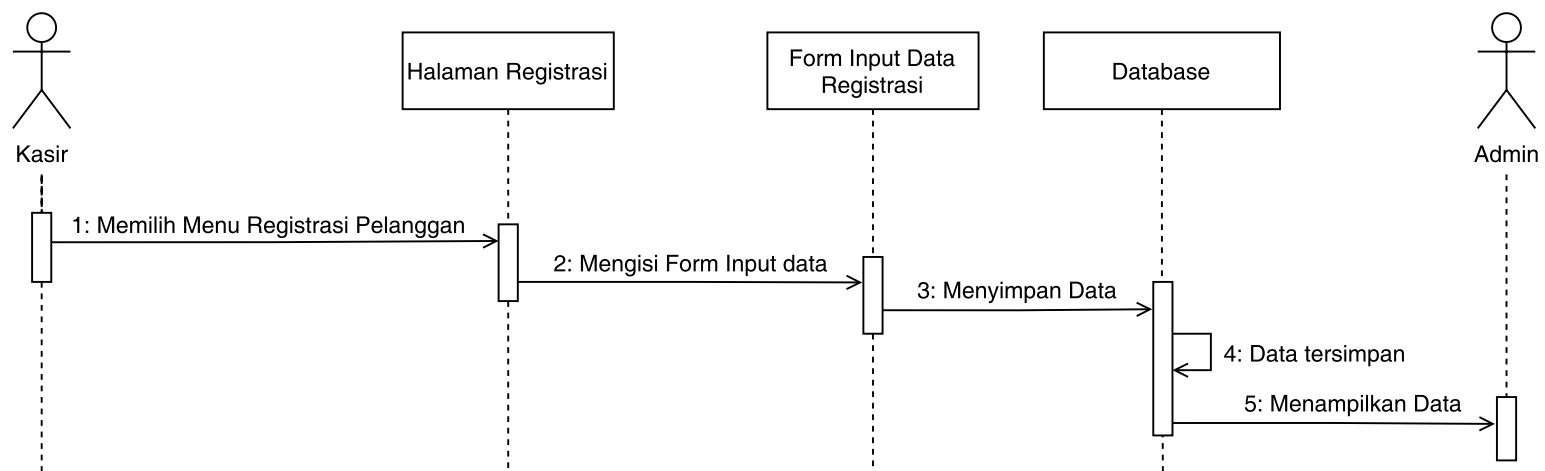 Halaman Registrasi
Form Input Data
Registrasi
Database
Kasir
Admin
1: Memilih Menu Registrasi Pelanggan
2: Mengisi Form Input data
3: Menyimpan Data
4: Data tersimpan
5: Menampilkan Data